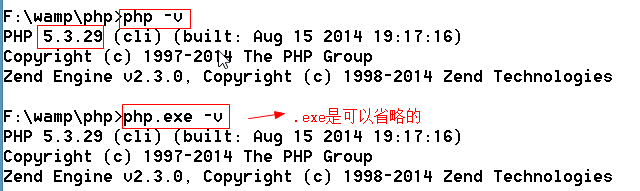 F:\wamp\php>php -v
PHP 5.3.29 (cli) (built: Aug 15 2014 19:17:16)
Copyright (c) 1997-2014 The PHP Group
Zend Engine v2.3.0, Copyright (c) 1998-2014 Zend Technologies
F:\wamp\php>php.exe -v .exe是可以省略的
PHP 5.3.29 (cli) (built: Aug 15 2014 19:17:16)
Copyright (c) 1997-2014 The PHP Group
Zend Engine v2.3.0, Copyright (c) 1998-2014 Zend Technologies